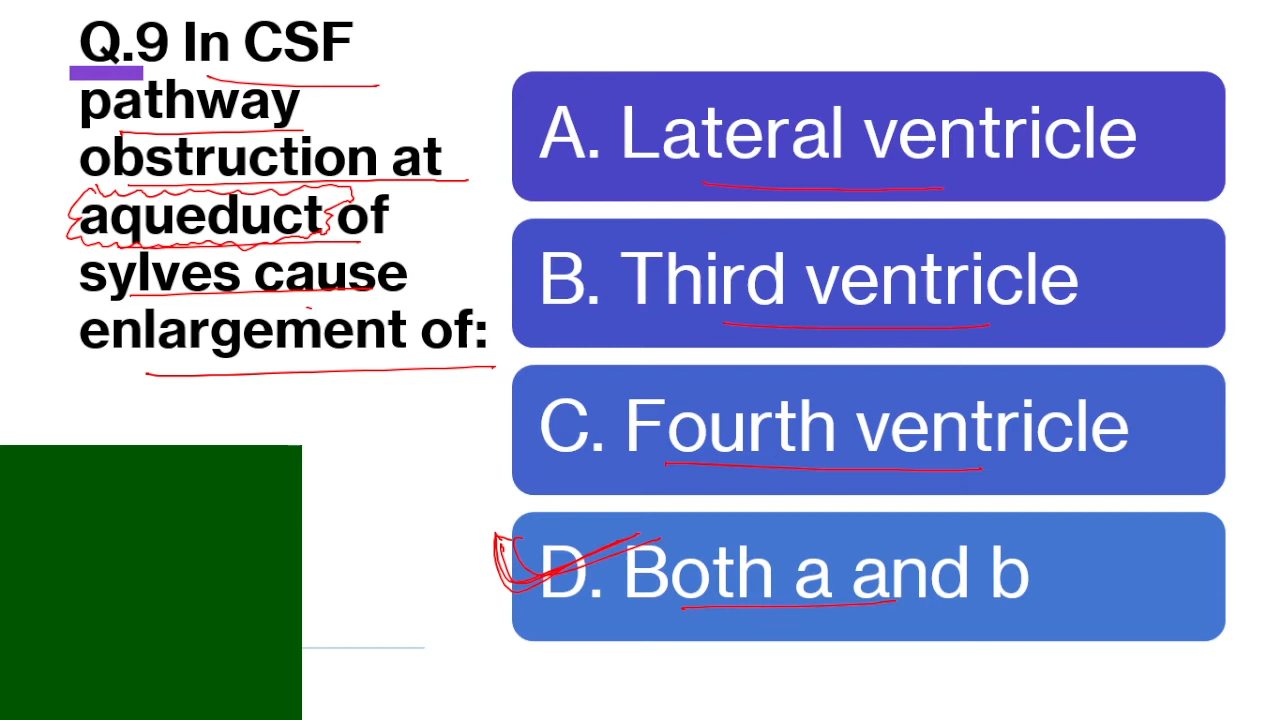 Q.9 In CSF
pathway
obstruction at
aqueduct of
sylves cause
enlargement of:
A. Lateral ventricle
B. Third ventricle
C. Fourth ventricle
D. Both a and b